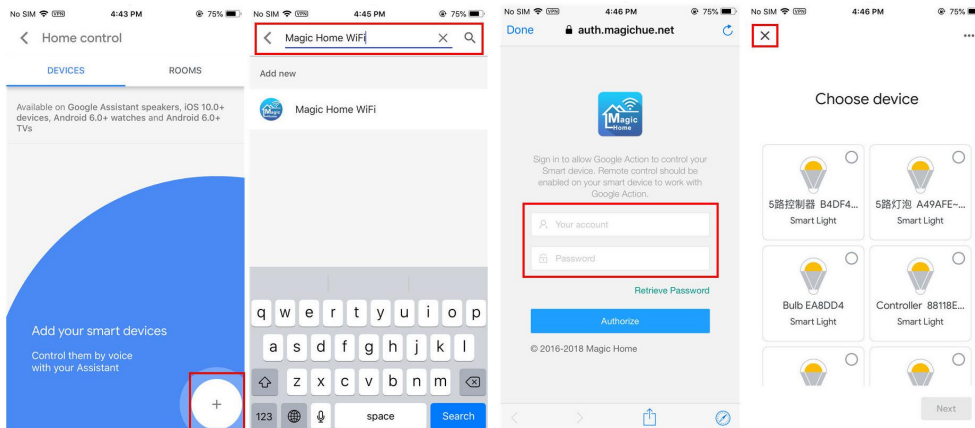 No SIM VPN 4:43 PM 75%
Home control
DEVICES ROOMS
Available on Google Assistant speakers, iOS 10.0+
devices, Android 6.0+ watches and Android 6.0+
TVs
Add your smart devices
Control them by voice
with your Assistant
+
No SIM VPN 4:45 PM 75%
Magic Home WiFi
Add new
Magic Home WiFi
q w e r t y u i o p
a s d f g h j k l
z x c v b n m
123 space Search
No SIM VPN 4:46 PM 75%
Done auth.magichue.net
Magic
Home
Sign in to allow Google Action to control your
Smart device. Remote control should be
enabled on your smart device to work with
Google Action.
Your account
Password
Retrieve Password
Authorize
© 2016-2018 Magic Home
No SIM VPN 4:46 PM 75%
Choose device
5路控制器 B4DF4...
Smart Light
5路灯泡 A49AFE~...
Smart Light
Bulb EA8DD4
Smart Light
Controller 88118E...
Smart Light
Next